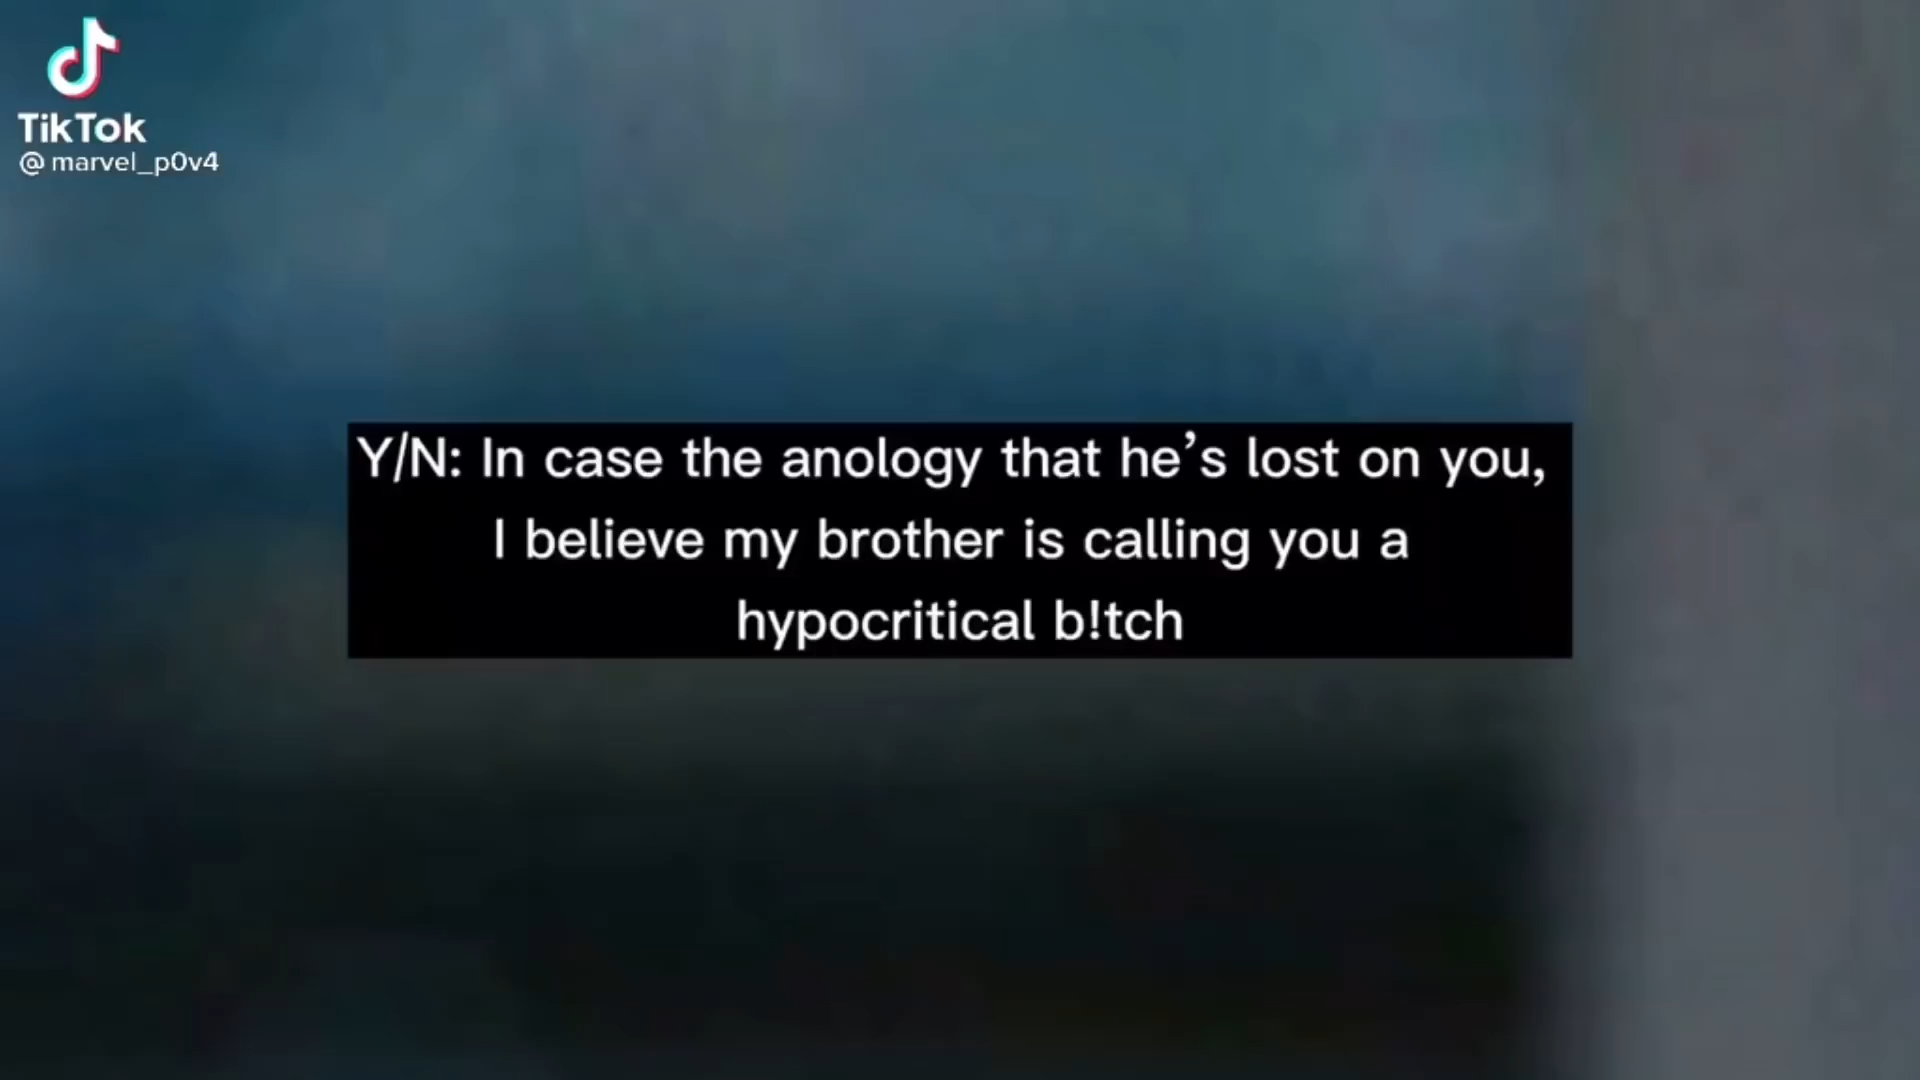 TikTok
@marvel_p0v4
Y/N: In case the anology that he’s lost on you,
I believe my brother is calling you a
hypocritical b!tch